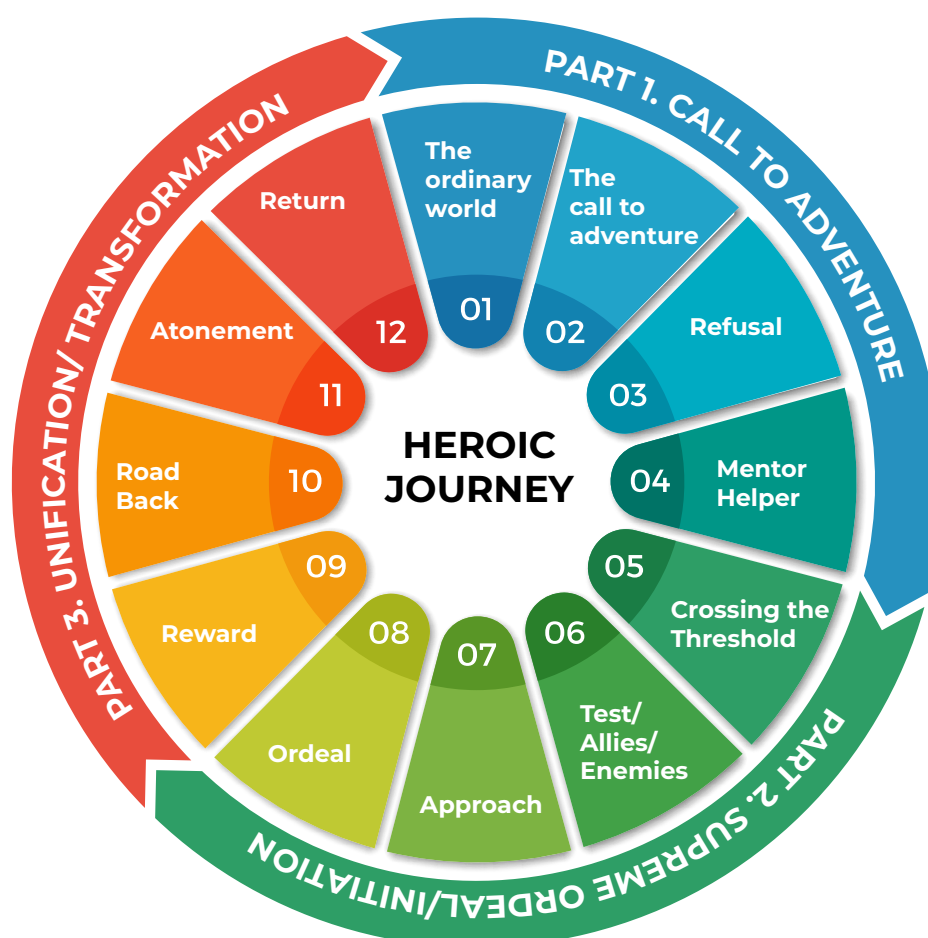 PART 1. CALL TO ADVENTURE
PART 2. SUPREME ORDEAL/INITIATION
PART 3. UNIFICATION/ TRANSFORMATION
HEROIC
JOURNEY
The
ordinary
world
01
The
call to
adventure
02
Refusal
03
Mentor
Helper
04
Crossing the
Threshold
05
Test/
Allies/
Enemies
06
Approach
07
Ordeal
08
Reward
09
Road
Back
10
Atonement
11
Return
12